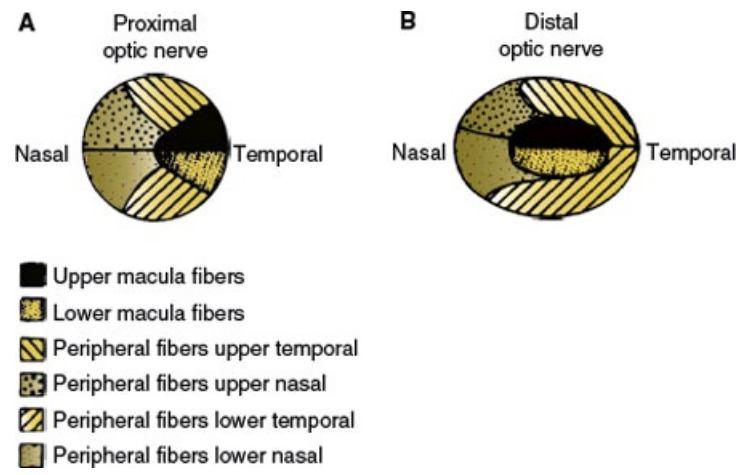 A
Proximal
optic nerve
Nasal
Temporal
B
Distal
optic nerve
Nasal
Temporal
Upper macula fibers
Lower macula fibers
Peripheral fibers upper temporal
Peripheral fibers upper nasal
Peripheral fibers lower temporal
Peripheral fibers lower nasal